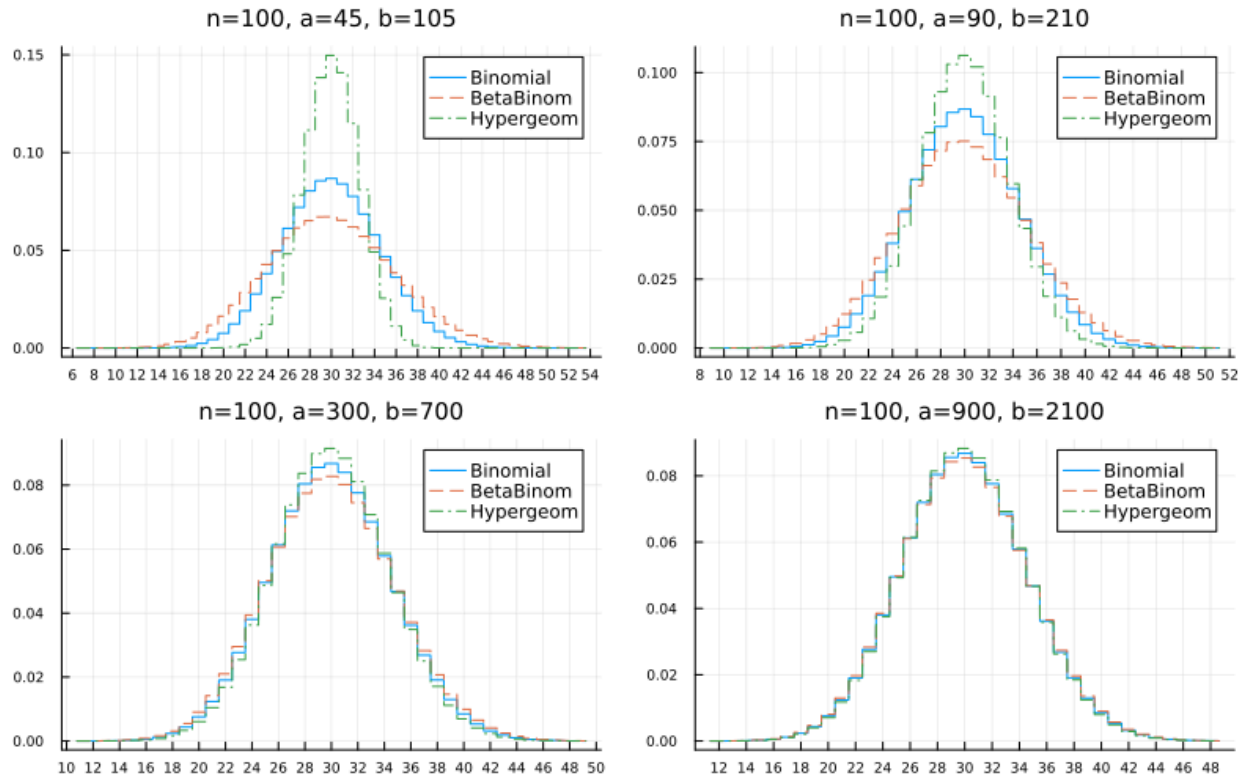 n=100, a=45, b=105
0.15
0.10
0.05
0.00
Binomial
BetaBinom
Hypergeom
6 8 10 12 14 16 18 20 22 24 26 28 30 32 34 36 38 40 42 44 46 48 50 52 54
n=100, a=90, b=210
0.100
0.075
0.050
0.025
0.000
Binomial
BetaBinom
Hypergeom
8 10 12 14 16 18 20 22 24 26 28 30 32 34 36 38 40 42 44 46 48 50 52
n=100, a=300, b=700
0.08
0.06
0.04
0.02
0.00
Binomial
BetaBinom
Hypergeom
10 12 14 16 18 20 22 24 26 28 30 32 34 36 38 40 42 44 46 48 50
n=100, a=900, b=2100
0.08
0.06
0.04
0.02
0.00
Binomial
BetaBinom
Hypergeom
12 14 16 18 20 22 24 26 28 30 32 34 36 38 40 42 44 46 48